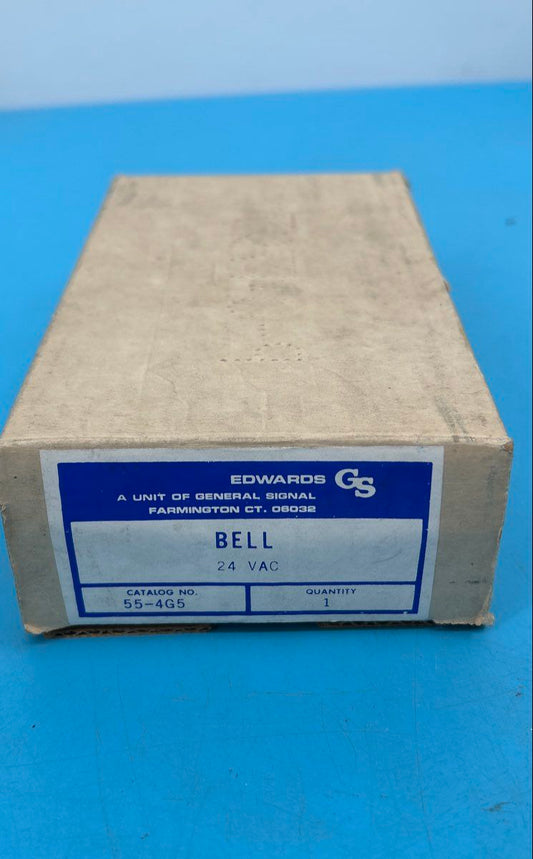 EDWARDS GS
A UNIT OF GENERAL SIGNAL
FARMINGTON CT. 06032
BELL
24 VAC
CATALOG NO.
55-4G5
QUANTITY
1